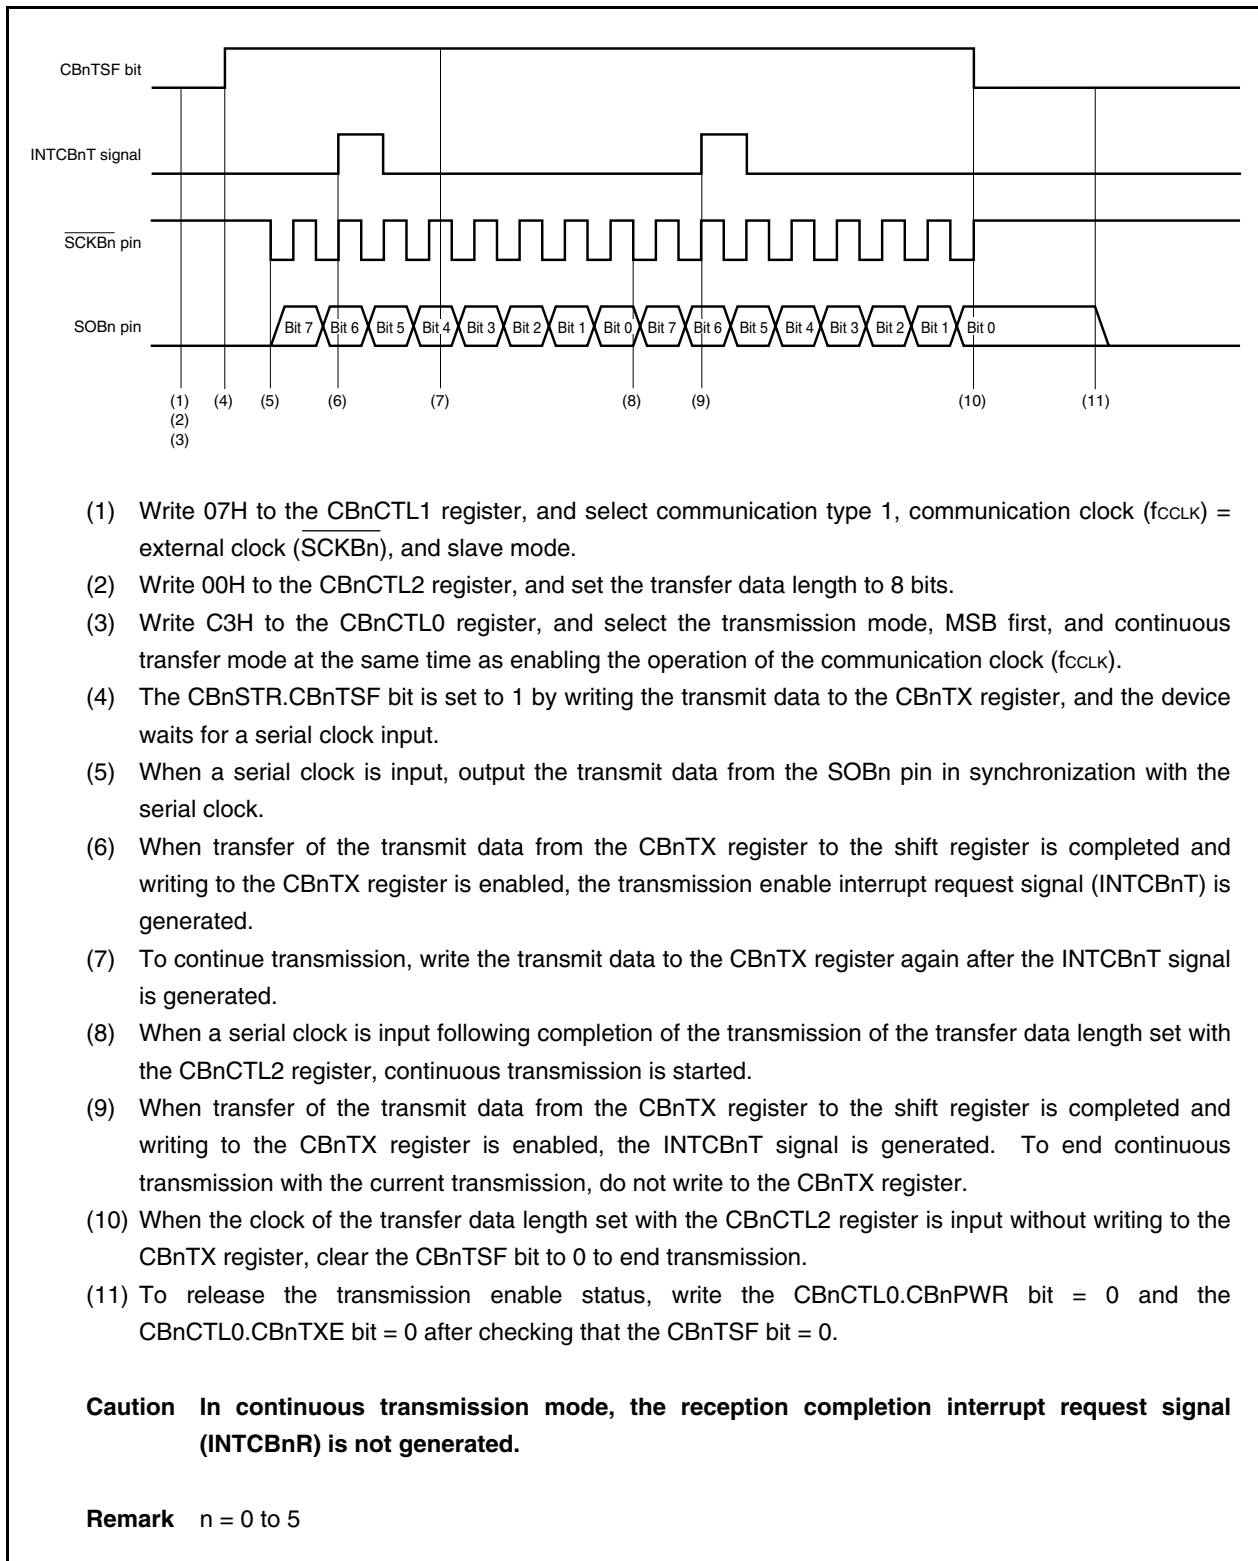 CBnTSF bit
INTCBnT signal
SCKBn pin
SOBn pin
Bit 7 Bit 6 Bit 5 Bit 4 Bit 3 Bit 2 Bit 1 Bit 0 Bit 7 Bit 6 Bit 5 Bit 4 Bit 3 Bit 2 Bit 1 Bit 0
(1) (4) (5) (6) (7) (8) (9) (10) (11)
(2)
(3)
(1) Write 07H to the CBnCTL1 register, and select communication type 1, communication clock (fCCLK) =
external clock (SCKBn), and slave mode.
(2) Write 00H to the CBnCTL2 register, and set the transfer data length to 8 bits.
(3) Write C3H to the CBnCTL0 register, and select the transmission mode, MSB first, and continuous
transfer mode at the same time as enabling the operation of the communication clock (fCCLK).
(4) The CBnSTR.CBnTSF bit is set to 1 by writing the transmit data to the CBnTX register, and the device
waits for a serial clock input.
(5) When a serial clock is input, output the transmit data from the SOBn pin in synchronization with the
serial clock.
(6) When transfer of the transmit data from the CBnTX register to the shift register is completed and
writing to the CBnTX register is enabled, the transmission enable interrupt request signal (INTCBnT) is
generated.
(7) To continue transmission, write the transmit data to the CBnTX register again after the INTCBnT signal
is generated.
(8) When a serial clock is input following completion of the transmission of the transfer data length set with
the CBnCTL2 register, continuous transmission is started.
(9) When transfer of the transmit data from the CBnTX register to the shift register is completed and
writing to the CBnTX register is enabled, the INTCBnT signal is generated. To end continuous
transmission with the current transmission, do not write to the CBnTX register.
(10) When the clock of the transfer data length set with the CBnCTL2 register is input without writing to the
CBnTX register, clear the CBnTSF bit to 0 to end transmission.
(11) To release the transmission enable status, write the CBnCTL0.CBnPWR bit = 0 and the
CBnCTL0.CBnTXE bit = 0 after checking that the CBnTSF bit = 0.
Caution In continuous transmission mode, the reception completion interrupt request signal
(INTCBnR) is not generated.
Remark n = 0 to 5